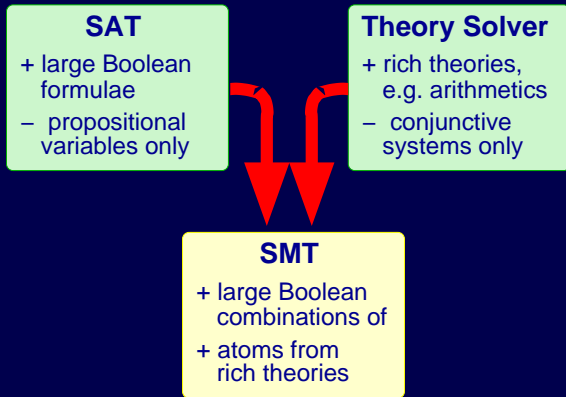 SAT
+ large Boolean
formulae
– propositional
variables only
Theory Solver
+ rich theories,
e.g. arithmetics
– conjunctive
systems only
SMT
+ large Boolean
combinations of
+ atoms from
rich theories